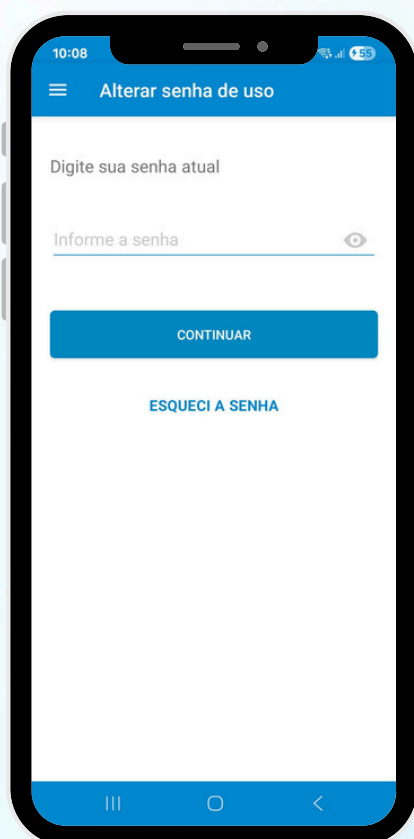 10:08
55
Alterar senha de uso
Digite sua senha atual
Informe a senha
CONTINUAR
ESQUECI A SENHA